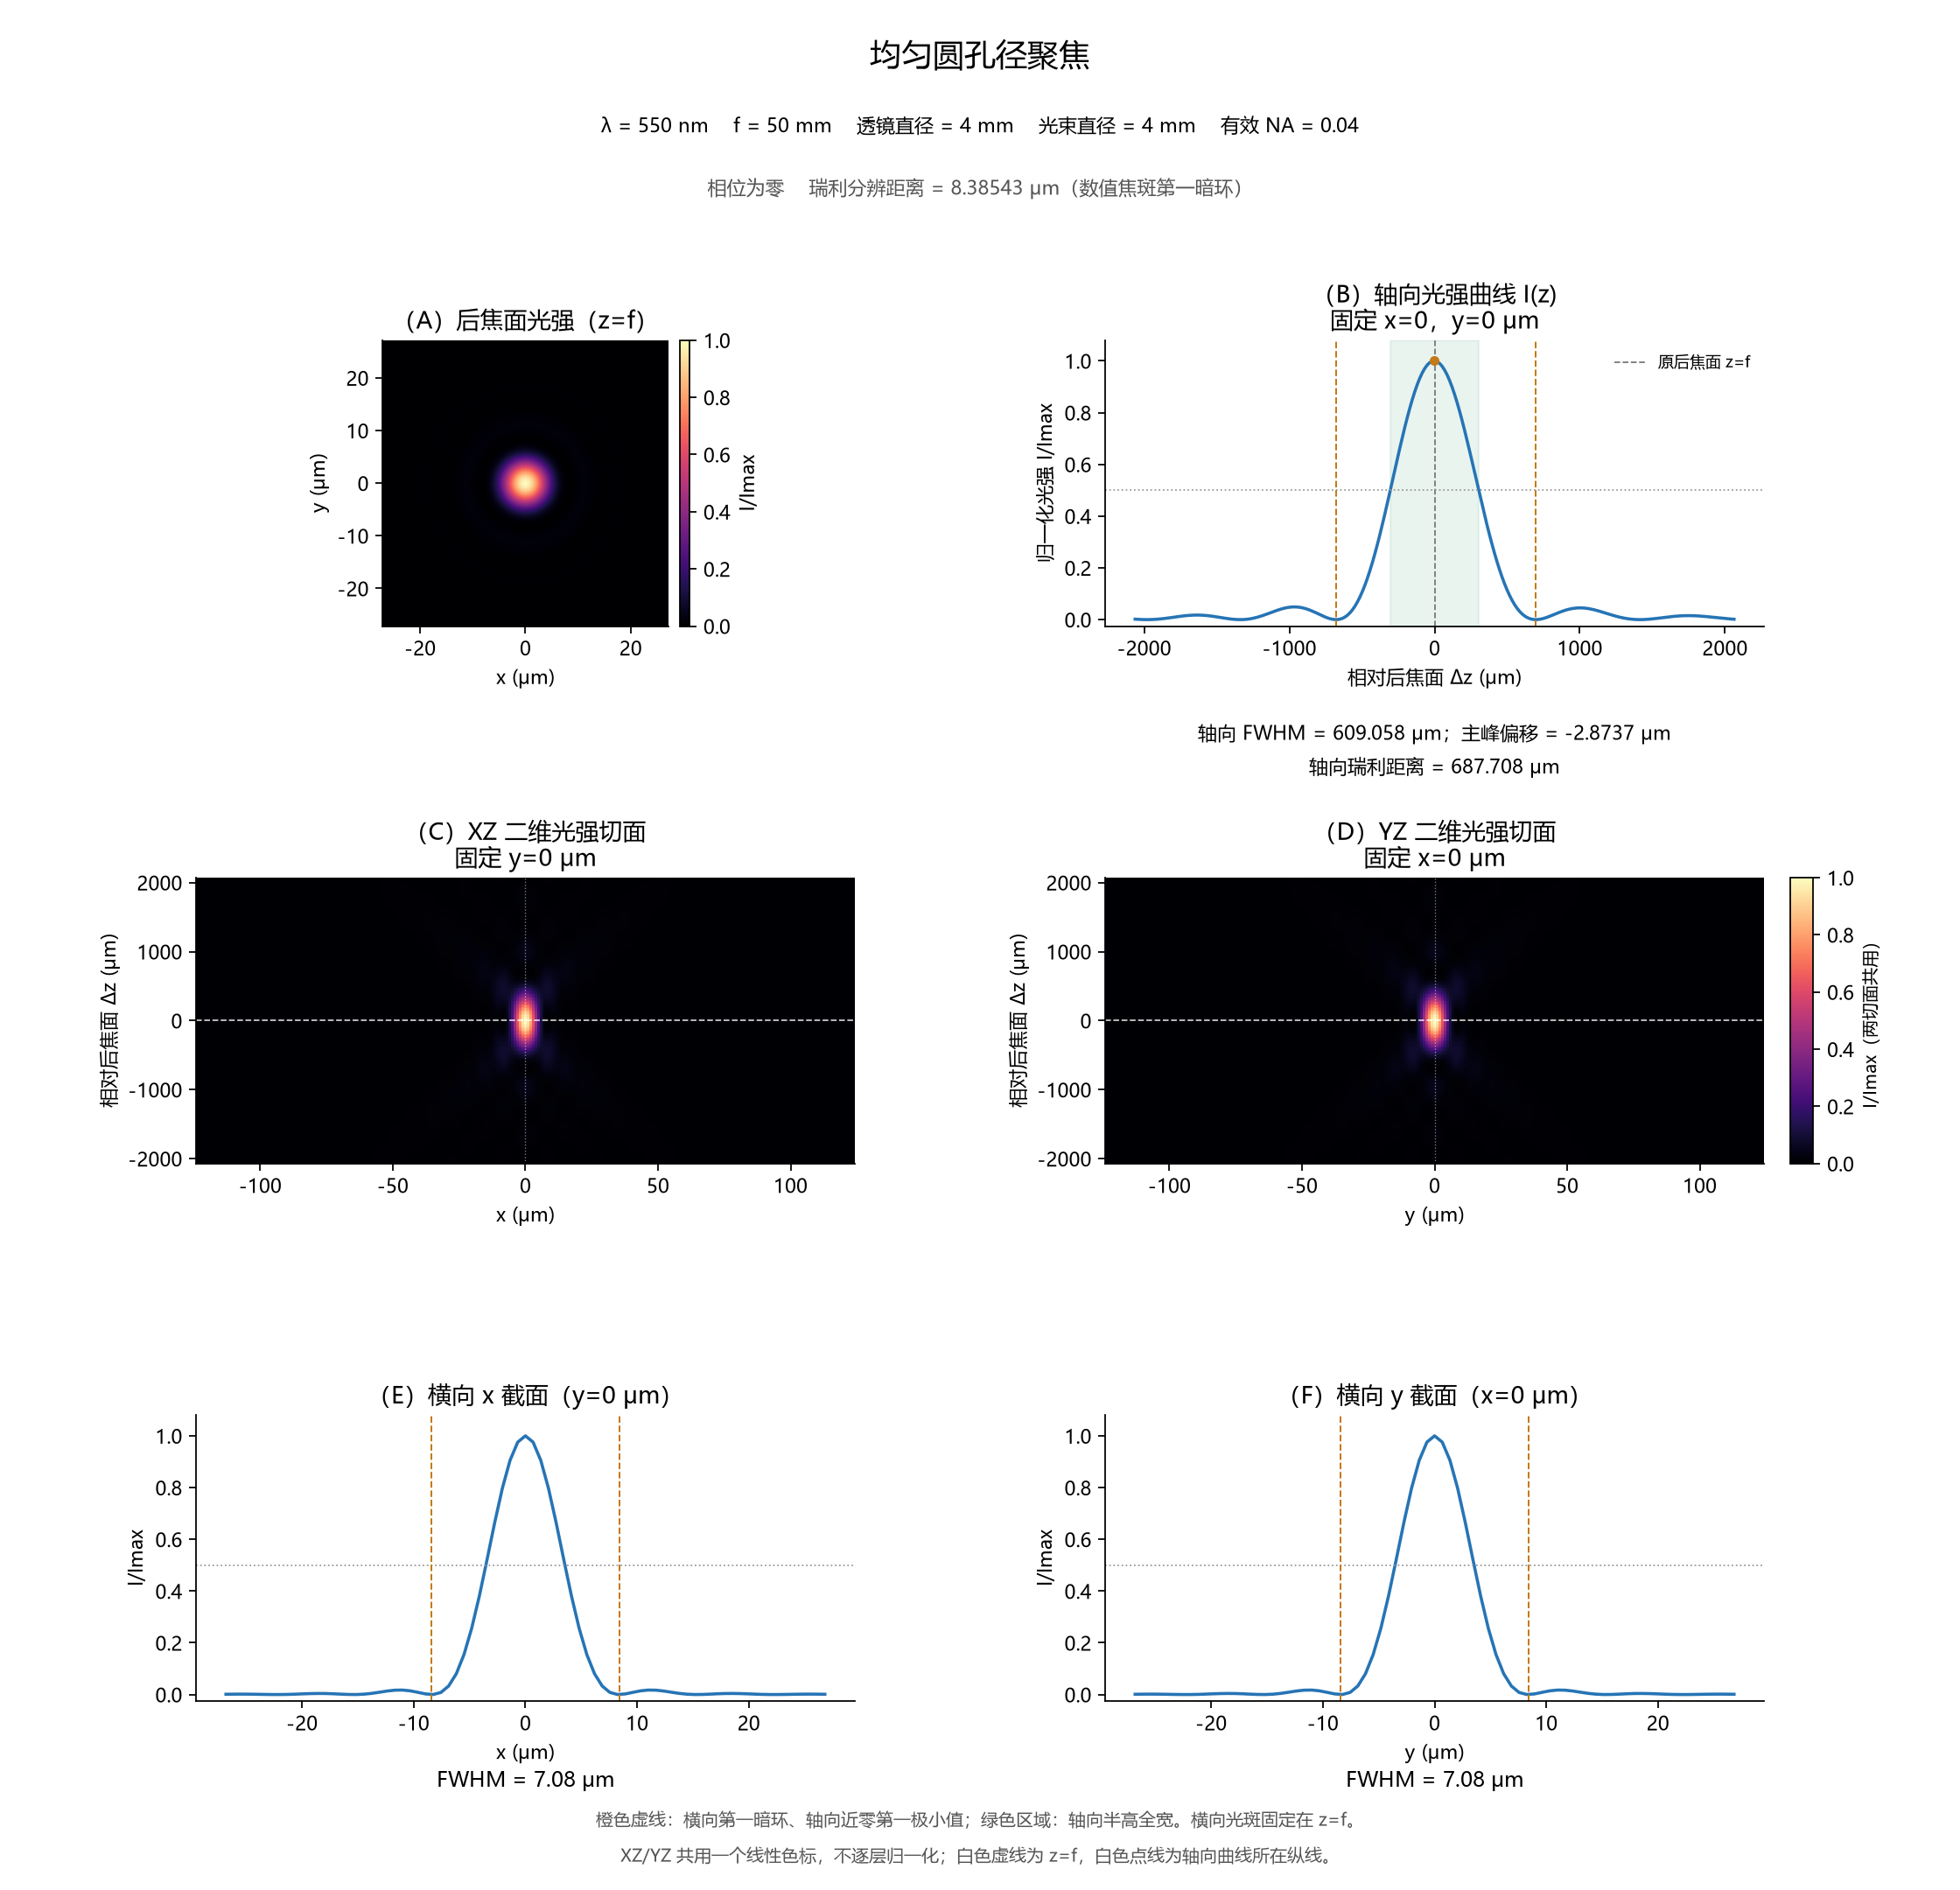 均匀圆孔径聚焦
λ = 550 nm f = 50 mm 透镜直径 = 4 mm 光束直径 = 4 mm 有效 NA = 0.04
相位为零 瑞利分辨距离 = 8.38543 μm（数值焦斑第一暗环）
（A）后焦面光强（z=f）
20
10
0
-10
-20
y (μm)
-20 0 20
x (μm)
1.0
0.8
0.6
0.4
0.2
0.0
I/Imax
（B）轴向光强曲线 I(z)
固定 x=0，y=0 μm
原后焦面 z=f
1.0
0.8
0.6
0.4
0.2
0.0
归一化光强 I/Imax
-2000 -1000 0 1000 2000
相对后焦面 Δz (μm)
轴向 FWHM = 609.058 μm；主峰偏移 = -2.8737 μm
轴向瑞利距离 = 687.708 μm
（C）XZ 二维光强切面
固定 y=0 μm
2000
1000
0
-1000
-2000
相对后焦面 Δz (μm)
-100 -50 0 50 100
x (μm)
（D）YZ 二维光强切面
固定 x=0 μm
2000
1000
0
-1000
-2000
相对后焦面 Δz (μm)
-100 -50 0 50 100
y (μm)
1.0
0.8
0.6
0.4
0.2
0.0
I/Imax（两切面共用）
（E）横向 x 截面（y=0 μm）
1.0
0.8
0.6
0.4
0.2
0.0
I/Imax
-20 -10 0 10 20
x (μm)
FWHM = 7.08 μm
（F）横向 y 截面（x=0 μm）
1.0
0.8
0.6
0.4
0.2
0.0
I/Imax
-20 -10 0 10 20
y (μm)
FWHM = 7.08 μm
橙色虚线：横向第一暗环、轴向近零第一极小值；绿色区域：轴向半高全宽。横向光斑固定在 z=f。
XZ/YZ 共用一个线性色标，不逐层归一化；白色虚线为 z=f，白色点线为轴向曲线所在纵线。